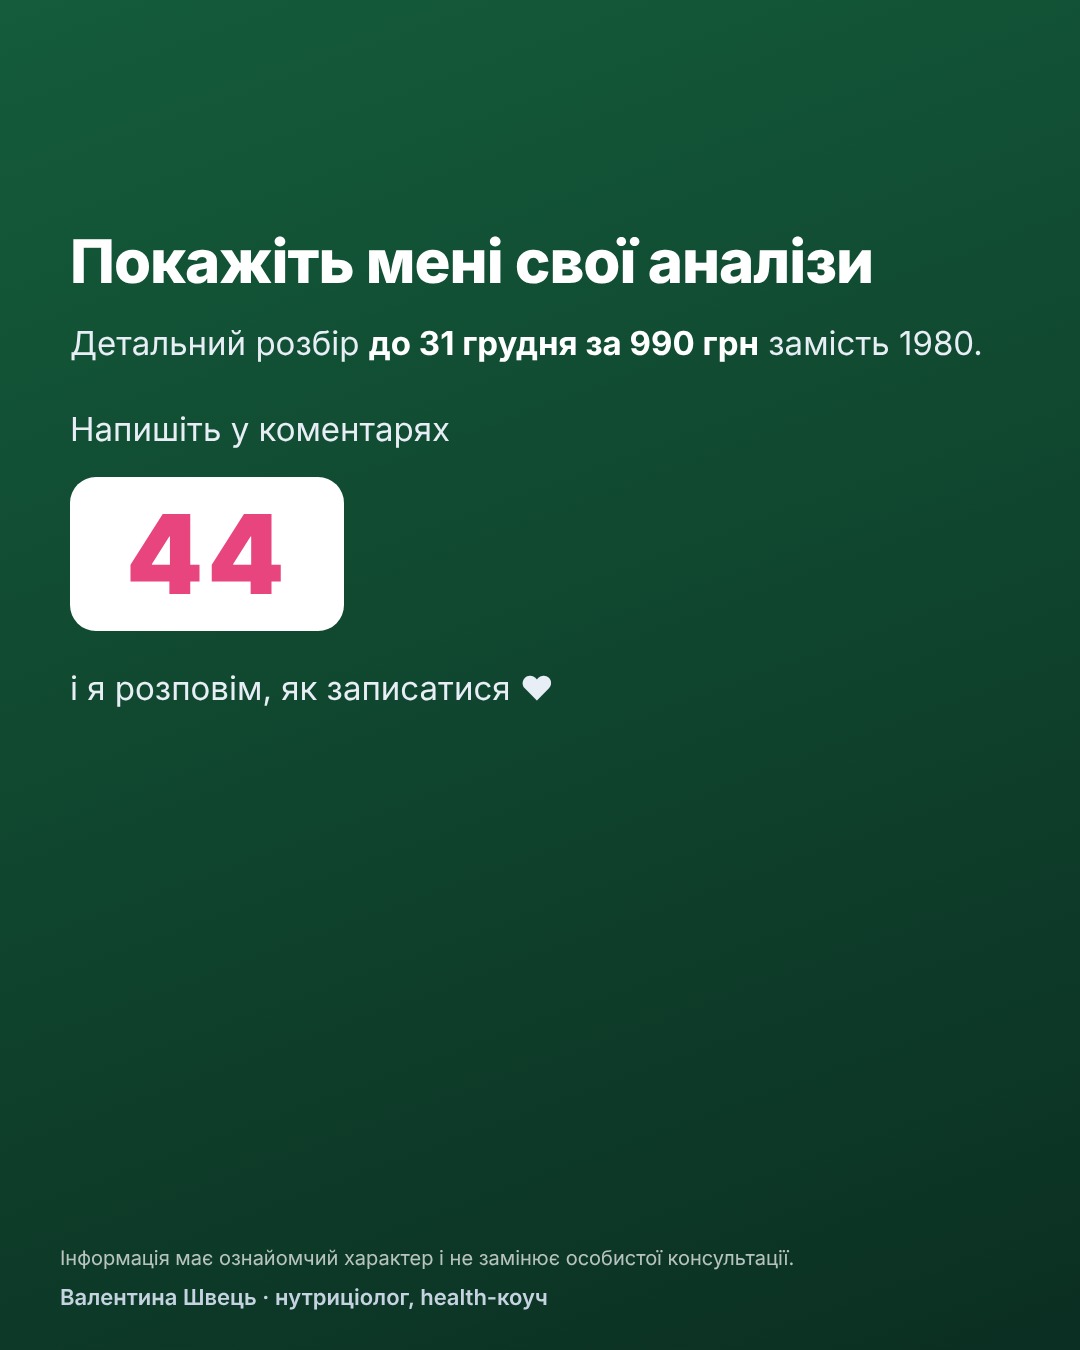 Покажіть мені свої аналізи
Детальний розбір до 31 грудня за 990 грн замість 1980.
Напишіть у коментарях
44
і я розповім, як записатися ♥
Інформація має ознайомчий характер і не замінює особистої консультації.
Валентина Швець · нутриціолог, health-коуч